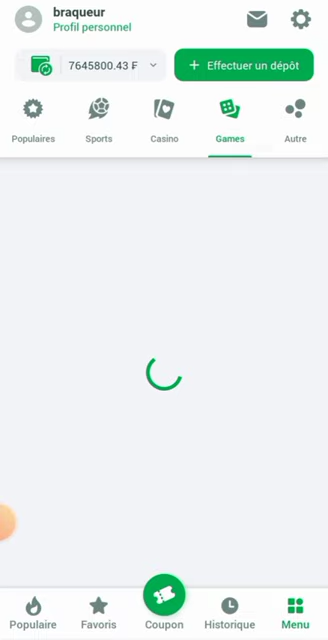 braqueur
Profil personnel
7645800.43 ₣
+ Effectuer un dépôt
Populaires
Sports
Casino
Games
Autre
Populaire
Favoris
Coupon
Historique
Menu